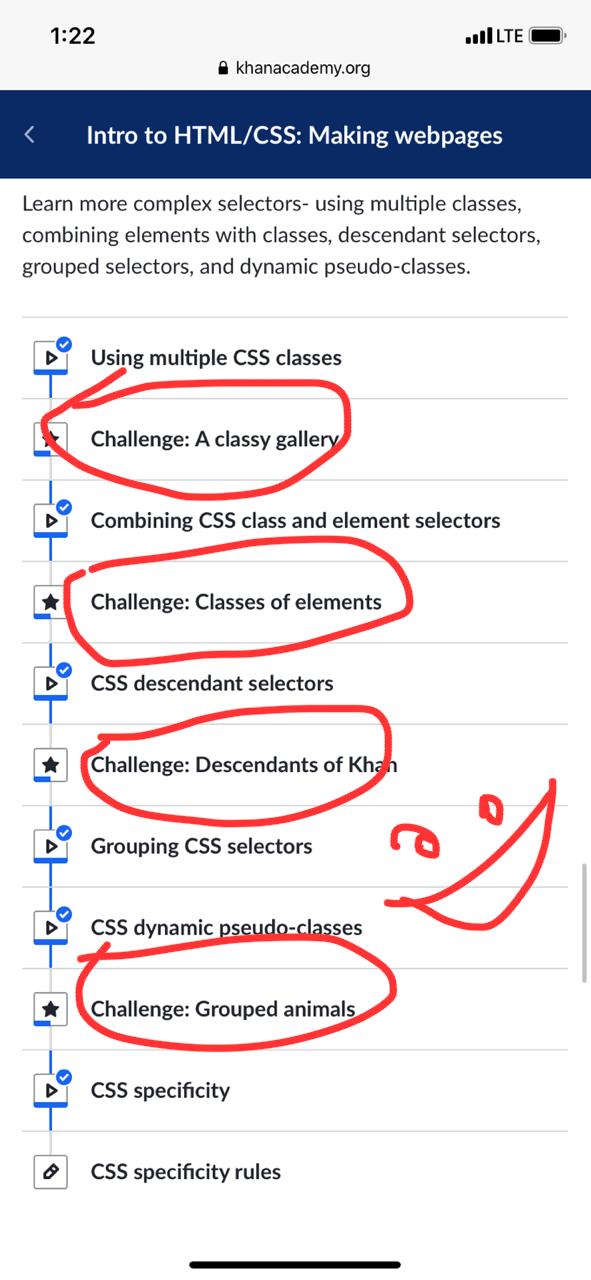 1:22
LTE
khanacademy.org
Intro to HTML/CSS: Making webpages
Learn more complex selectors- using multiple classes,
combining elements with classes, descendant selectors,
grouped selectors, and dynamic pseudo-classes.
Using multiple CSS classes
Challenge: A classy gallery
Combining CSS class and element selectors
Challenge: Classes of elements
CSS descendant selectors
Challenge: Descendants of Khan
Grouping CSS selectors
CSS dynamic pseudo-classes
Challenge: Grouped animals
CSS specificity
CSS specificity rules